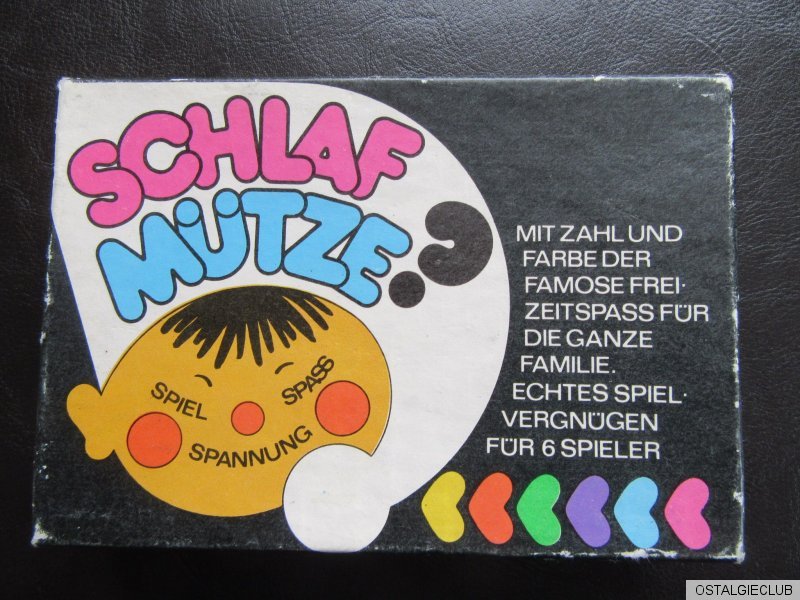 SCHLAF
MÜTZE?
SPIEL
SPASS
SPANNUNG
MIT ZAHL UND
FARBE DER
FAMOSE FREI-
ZEITSPASS FÜR
DIE GANZE
FAMILIE.
ECHTES SPIEL-
VERGNÜGEN
FÜR 6 SPIELER
OSTALGIECLUB